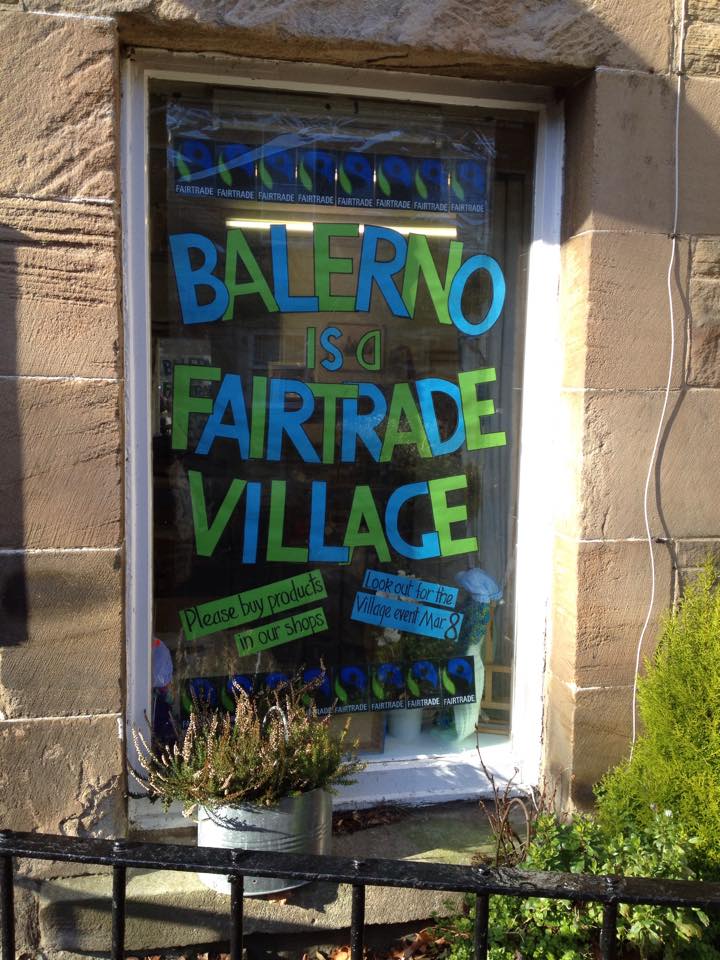 FAIRTRADE FAIRTRADE FAIRTRADE FAIRTRADE FAIRTRADE FAIRTRADE FAIRTRADE FAIRTRADE
BALERNO
is a
FAIRTRADE
VILLAGE
Please buy products
in our shops
Look out for the
Village event Mar 8
FAIRTRADE FAIRTRADE FAIRTRADE FAIRTRADE